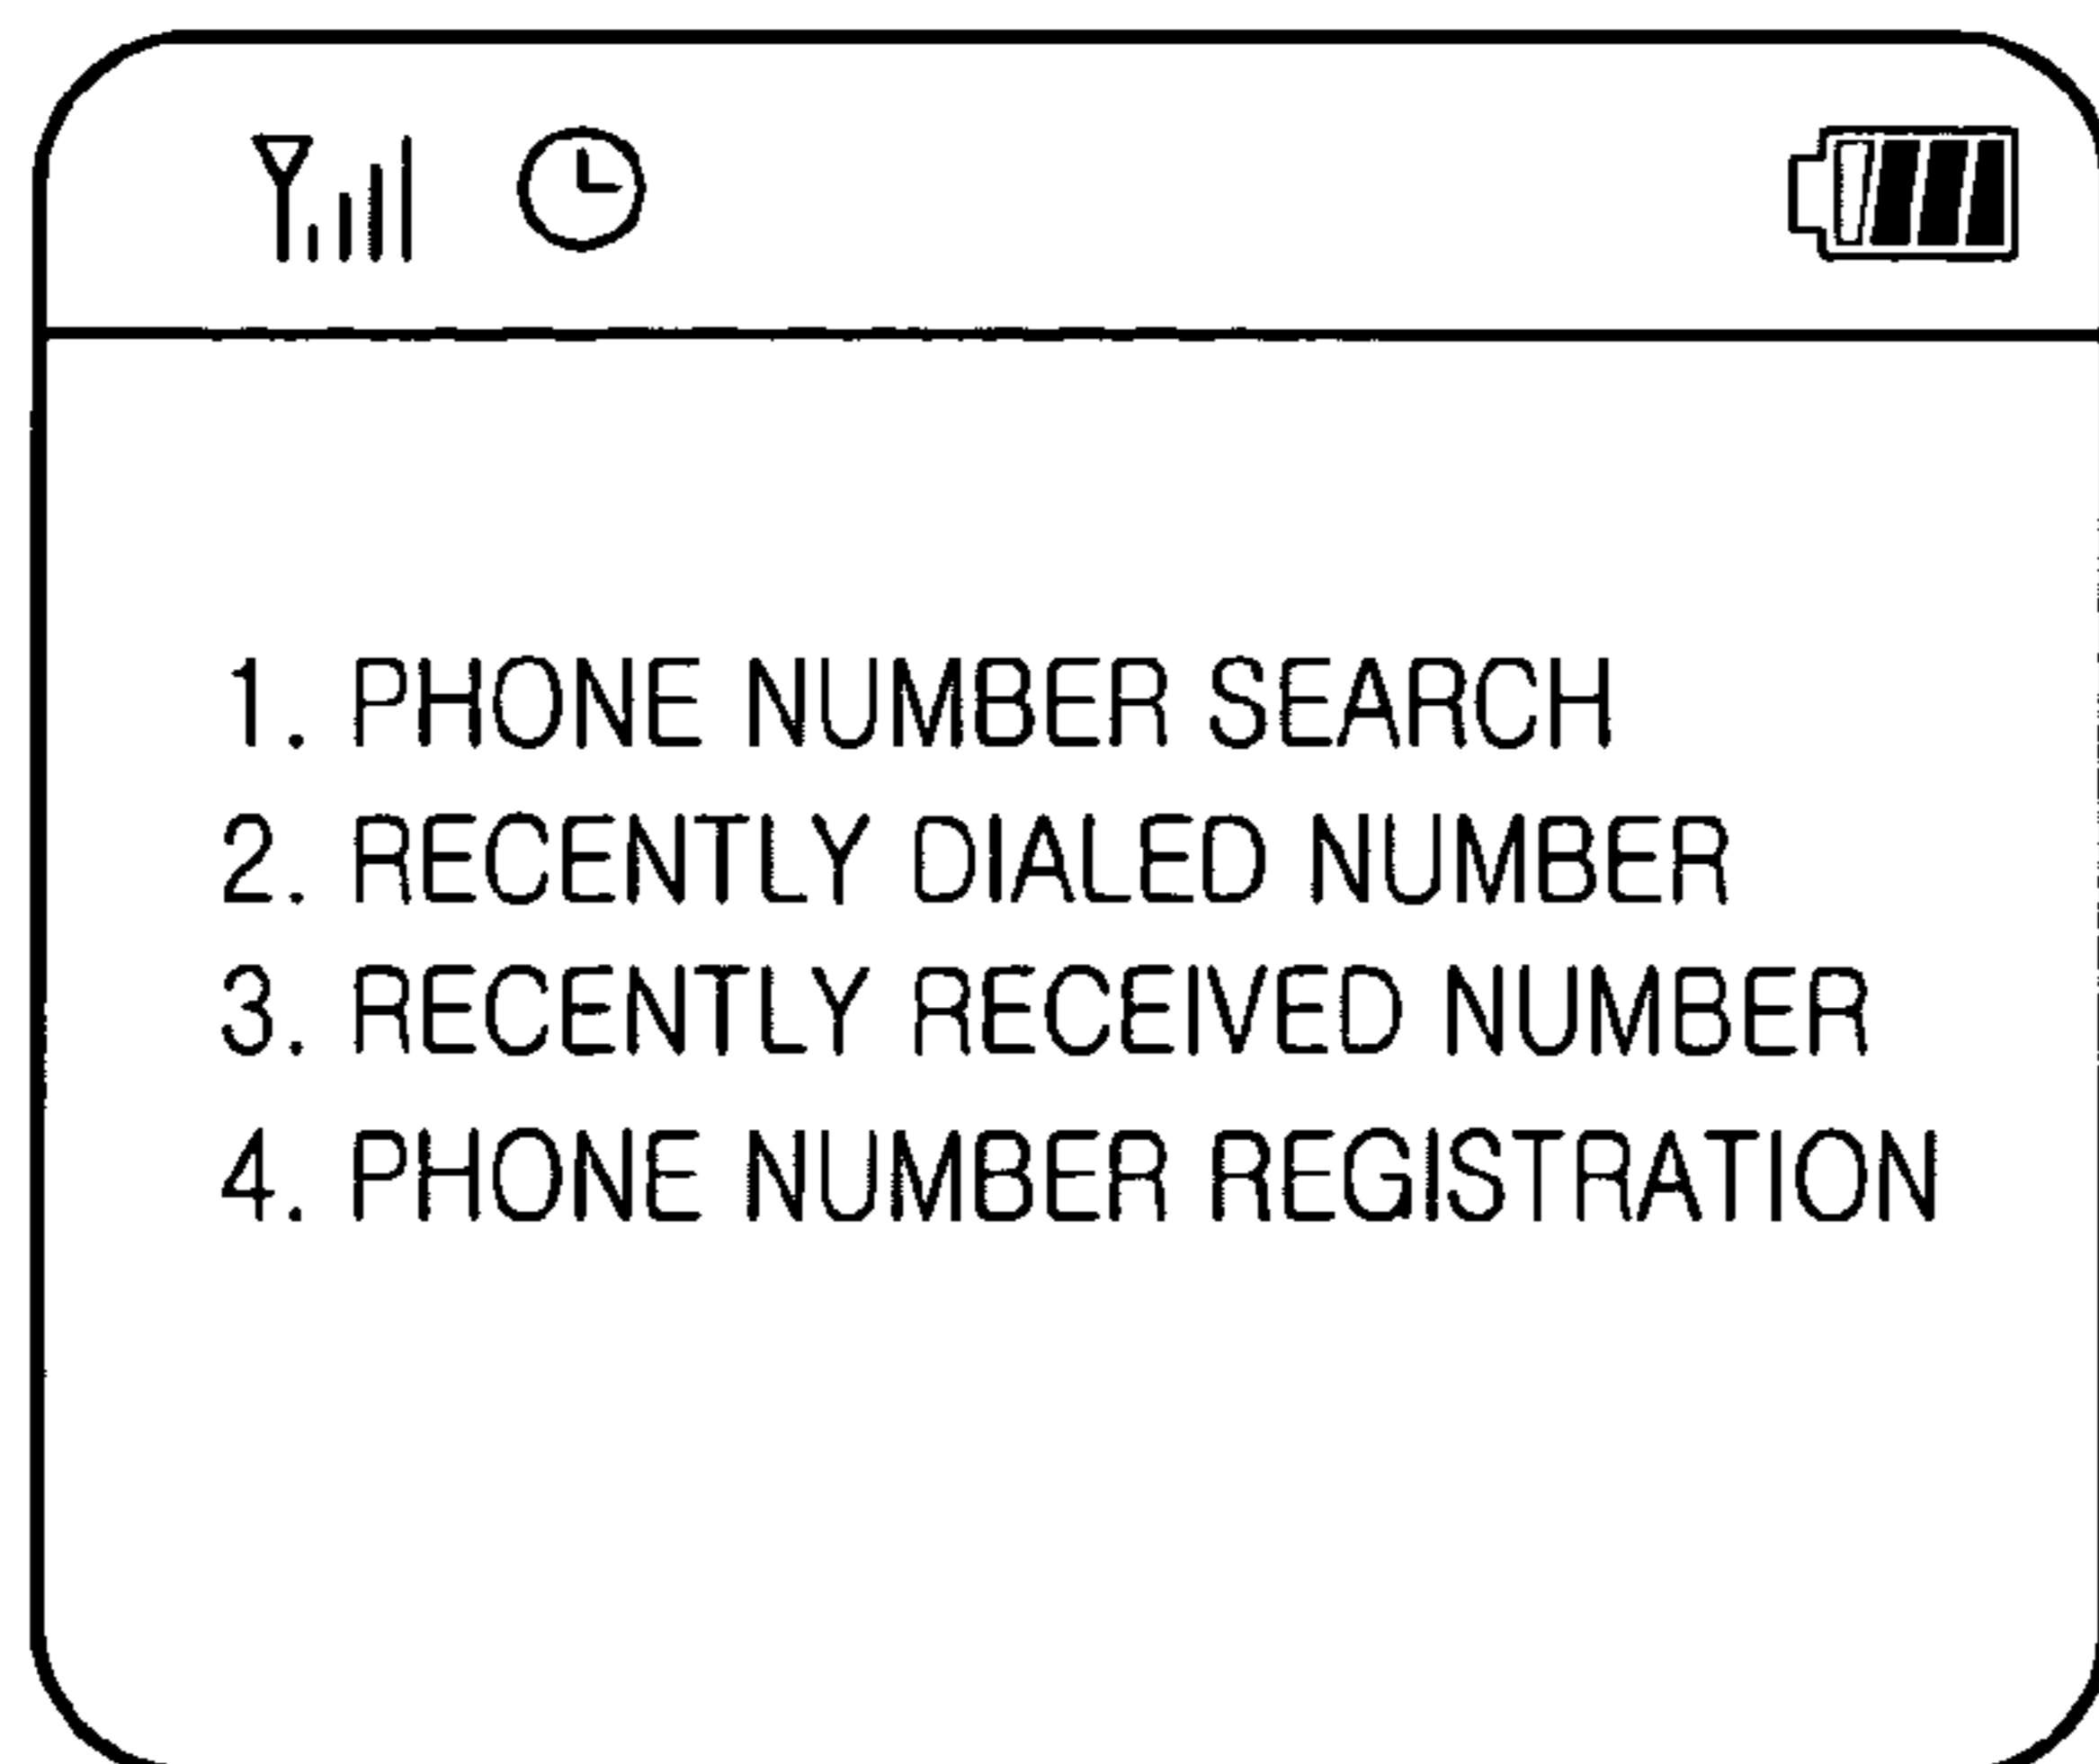 1. PHONE NUMBER SEARCH
2. RECENTLY DIALED NUMBER
3. RECENTLY RECEIVED NUMBER
4. PHONE NUMBER REGISTRATION